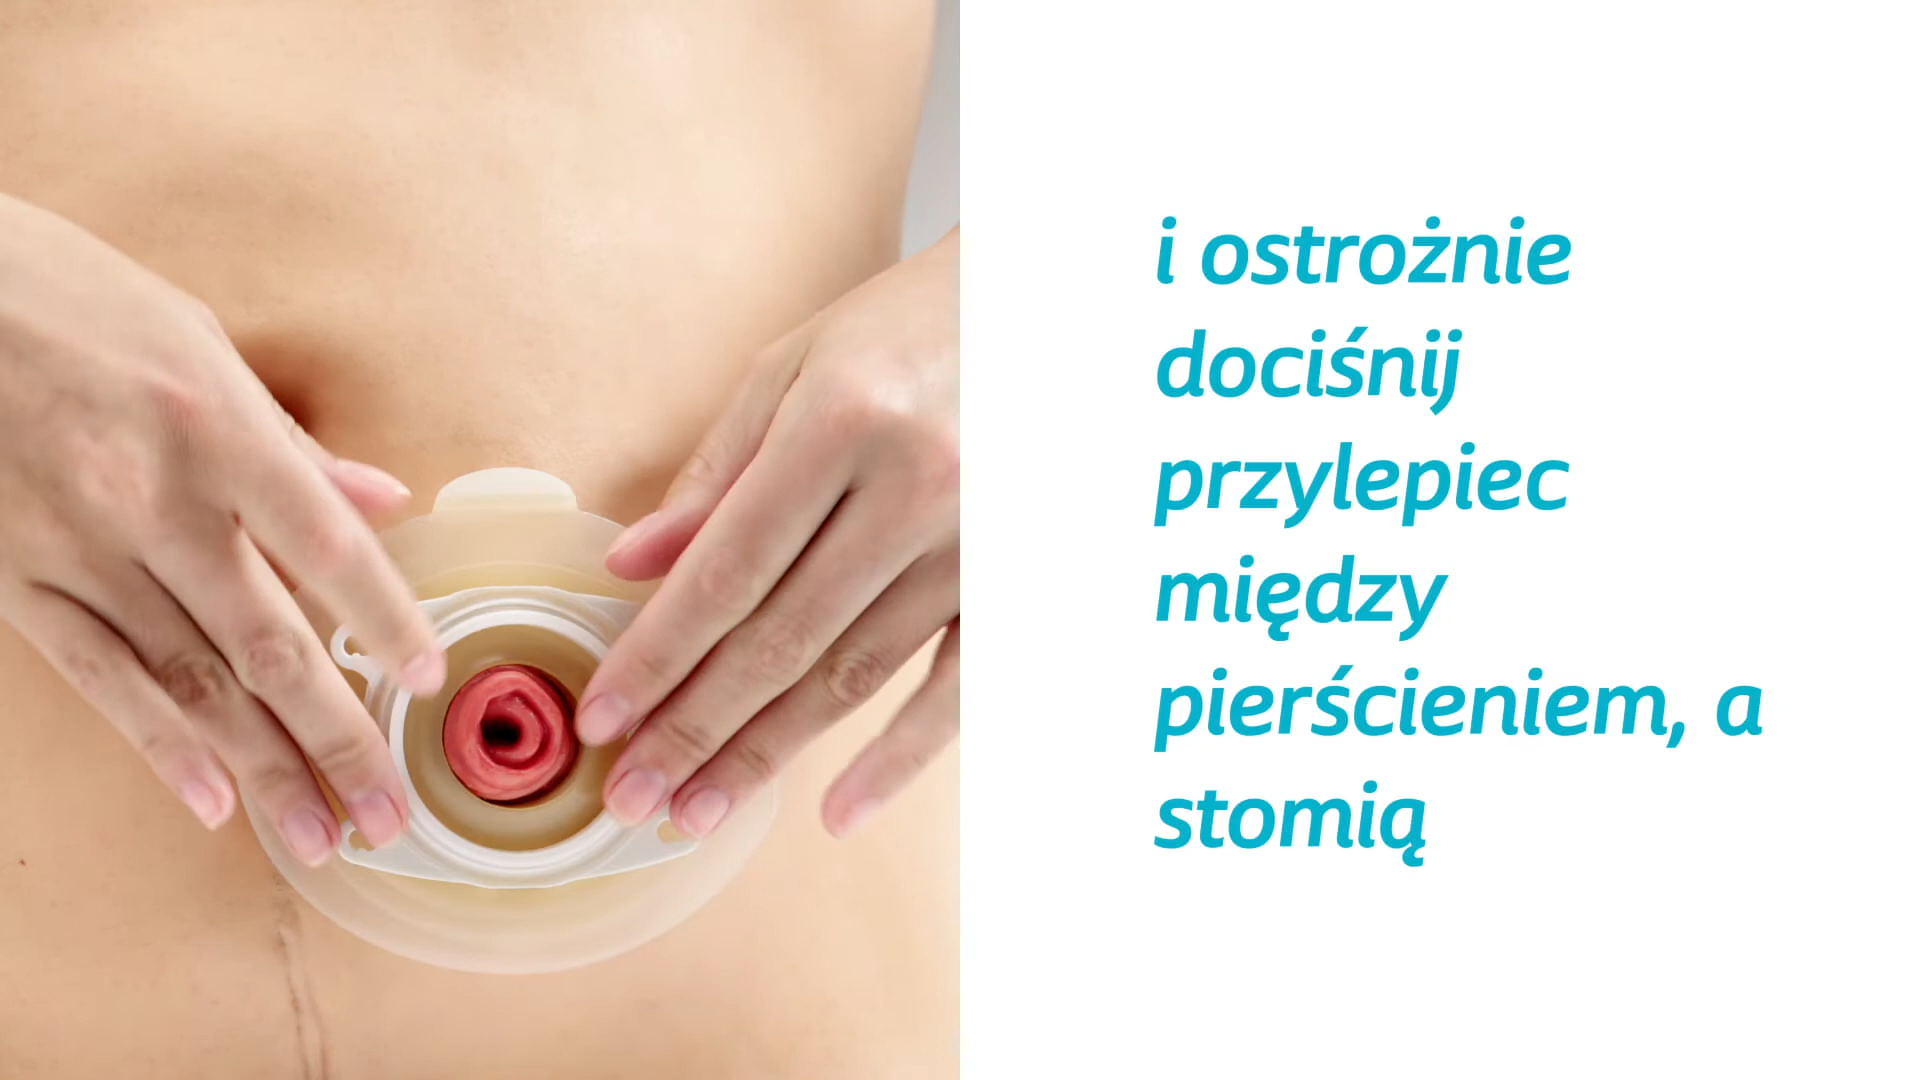 i ostrożnie
dociśnij
przylepiec
między
pierścieniem, a
stomią